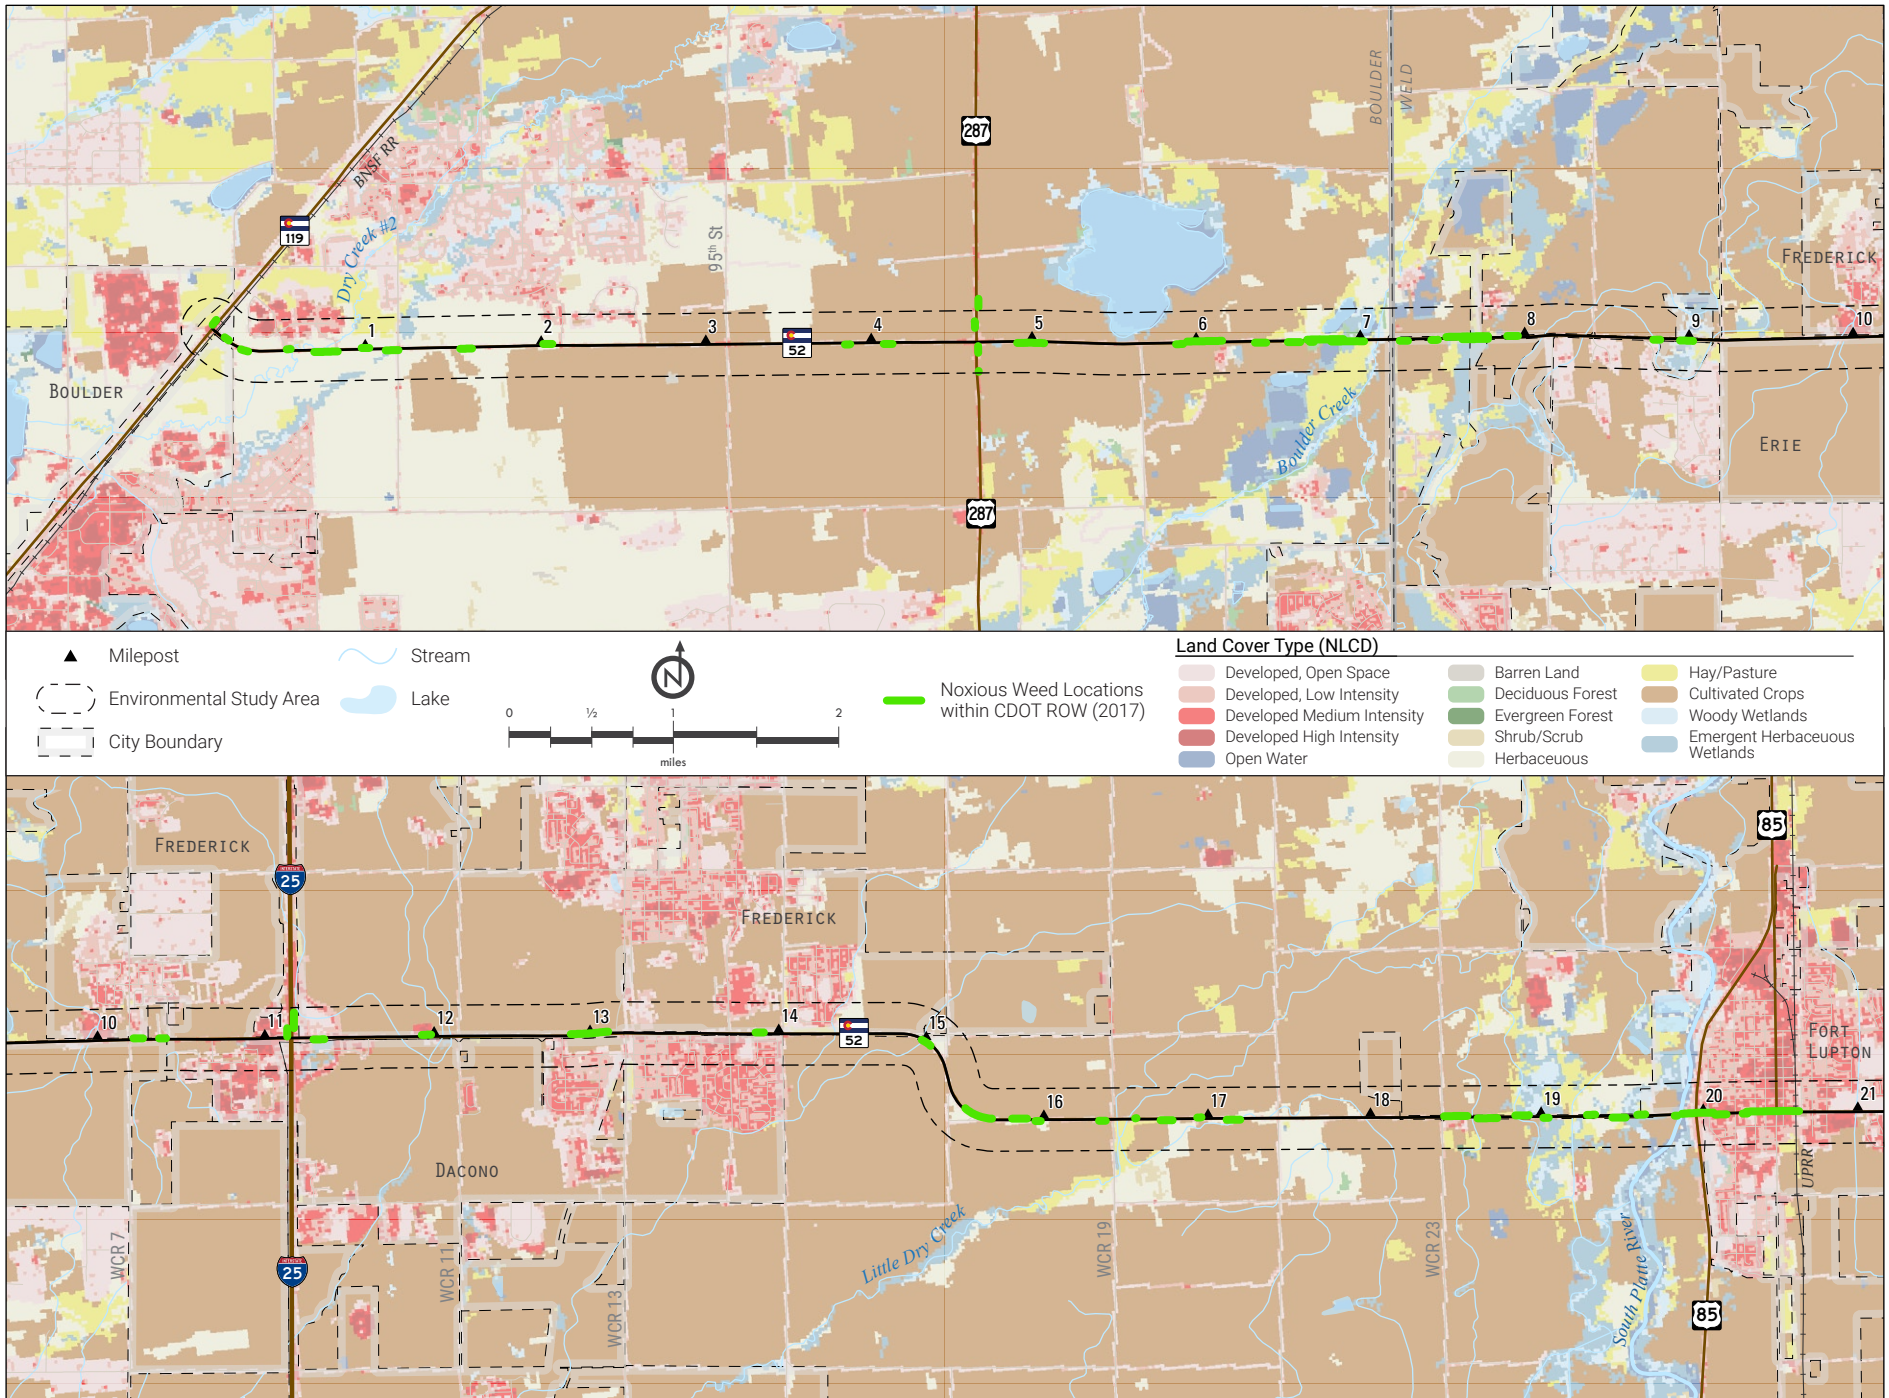 BOULDER
WELD
287
BNSF RR
119
Dry Creek #2
95th St
FREDERICK
1
2
3
4
5
6
7
8
9
10
52
BOULDER
Boulder Creek
ERIE
287
Milepost
Environmental Study Area
City Boundary
Stream
Lake
N
0
½
1
2
miles
Noxious Weed Locations
within CDOT ROW (2017)
Land Cover Type (NLCD)
Developed, Open Space
Developed, Low Intensity
Developed Medium Intensity
Developed High Intensity
Open Water
Barren Land
Deciduous Forest
Evergreen Forest
Shrub/Scrub
Herbaceuous
Hay/Pasture
Cultivated Crops
Woody Wetlands
Emergent Herbaceuous
Wetlands
85
FREDERICK
INTERSTATE
25
FREDERICK
10
11
12
13
14
52
15
FORT
LUPTON
16
17
18
19
20
21
DACONO
UPRR
WCR 7
WCR 11
WCR 13
Little Dry Creek
WCR 19
WCR 23
South Platte River
INTERSTATE
25
85